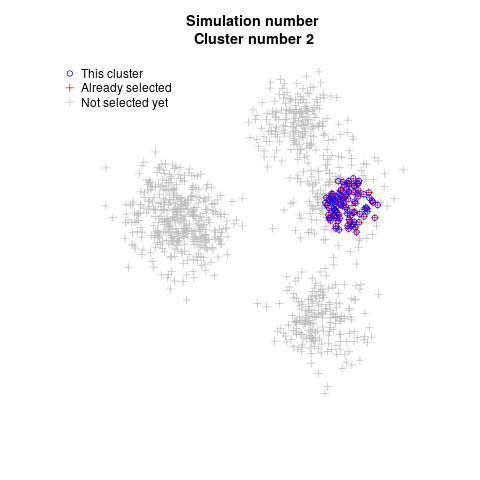 Simulation number
Cluster number 2
This cluster
Already selected
Not selected yet